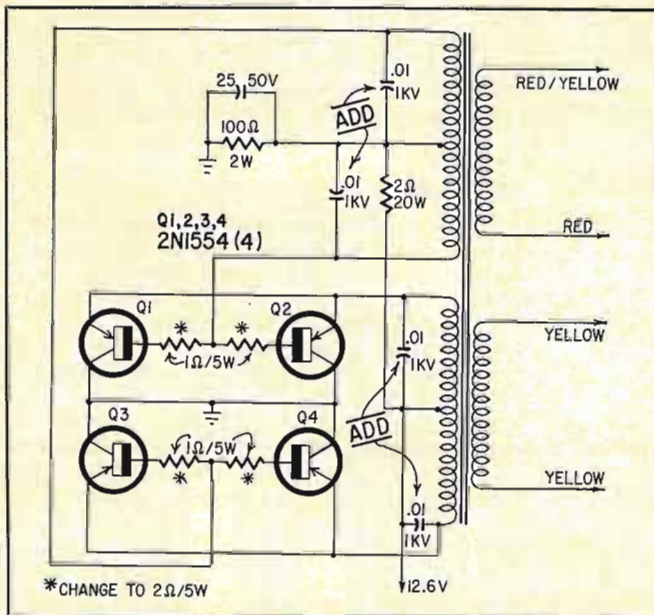 .01
1KV
25, 50V
ADD
RED/YELLOW
100Ω
2W
.01
1KV
2Ω
20W
Q1,2,3,4
2N1554 (4)
RED
Q1
*
*
Q2
1Ω/5W
.01
1KV
YELLOW
Q3
Q4
1Ω/5W
ADD
*
*
YELLOW
.01
1KV
*CHANGE TO 2Ω/5W
12.6V